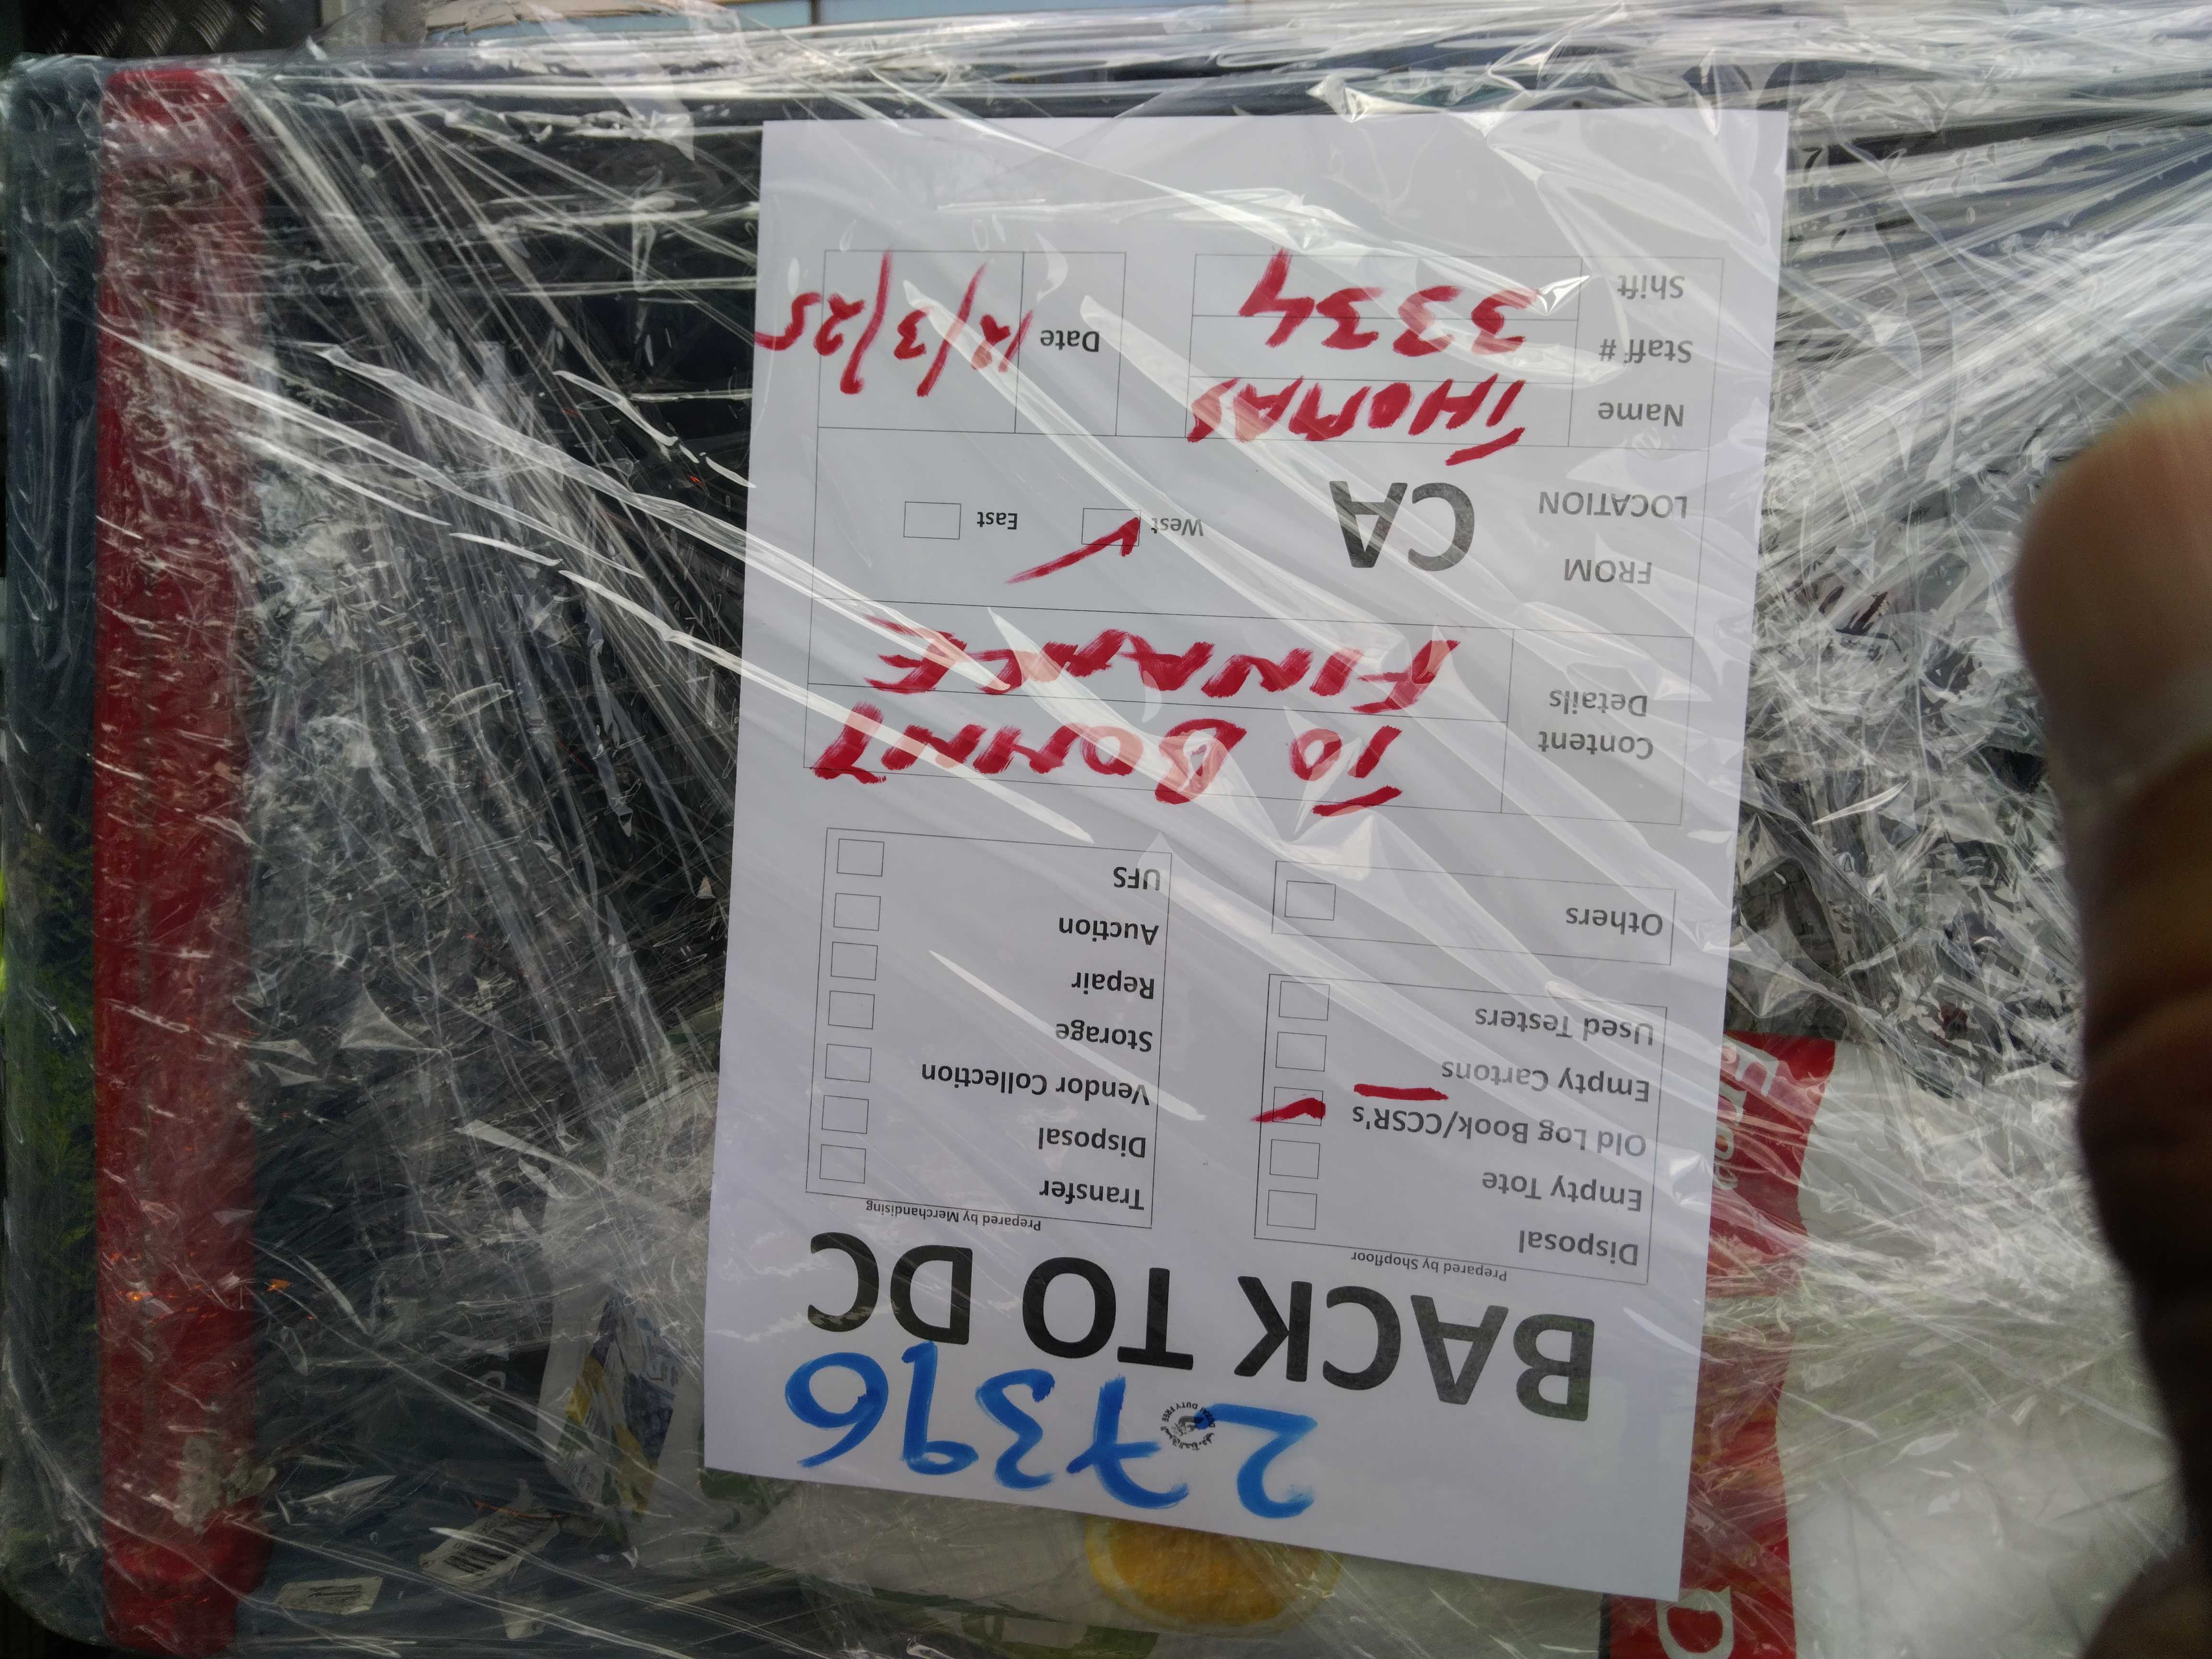 27396
BACK TO DC
Prepared by Shopfloor
Disposal
Empty Tote
Old Log Book/CCSR's
Empty Cartons
Used Testers
Others
Prepared by Merchandising
Transfer
Disposal
Vendor Collection
Storage
Repair
Auction
UFS
Content Details
TO BONNY
FINANCE
FROM LOCATION
CA
West
East
Name THOMAS
Staff # 3334
Shift
Date 12/3/25